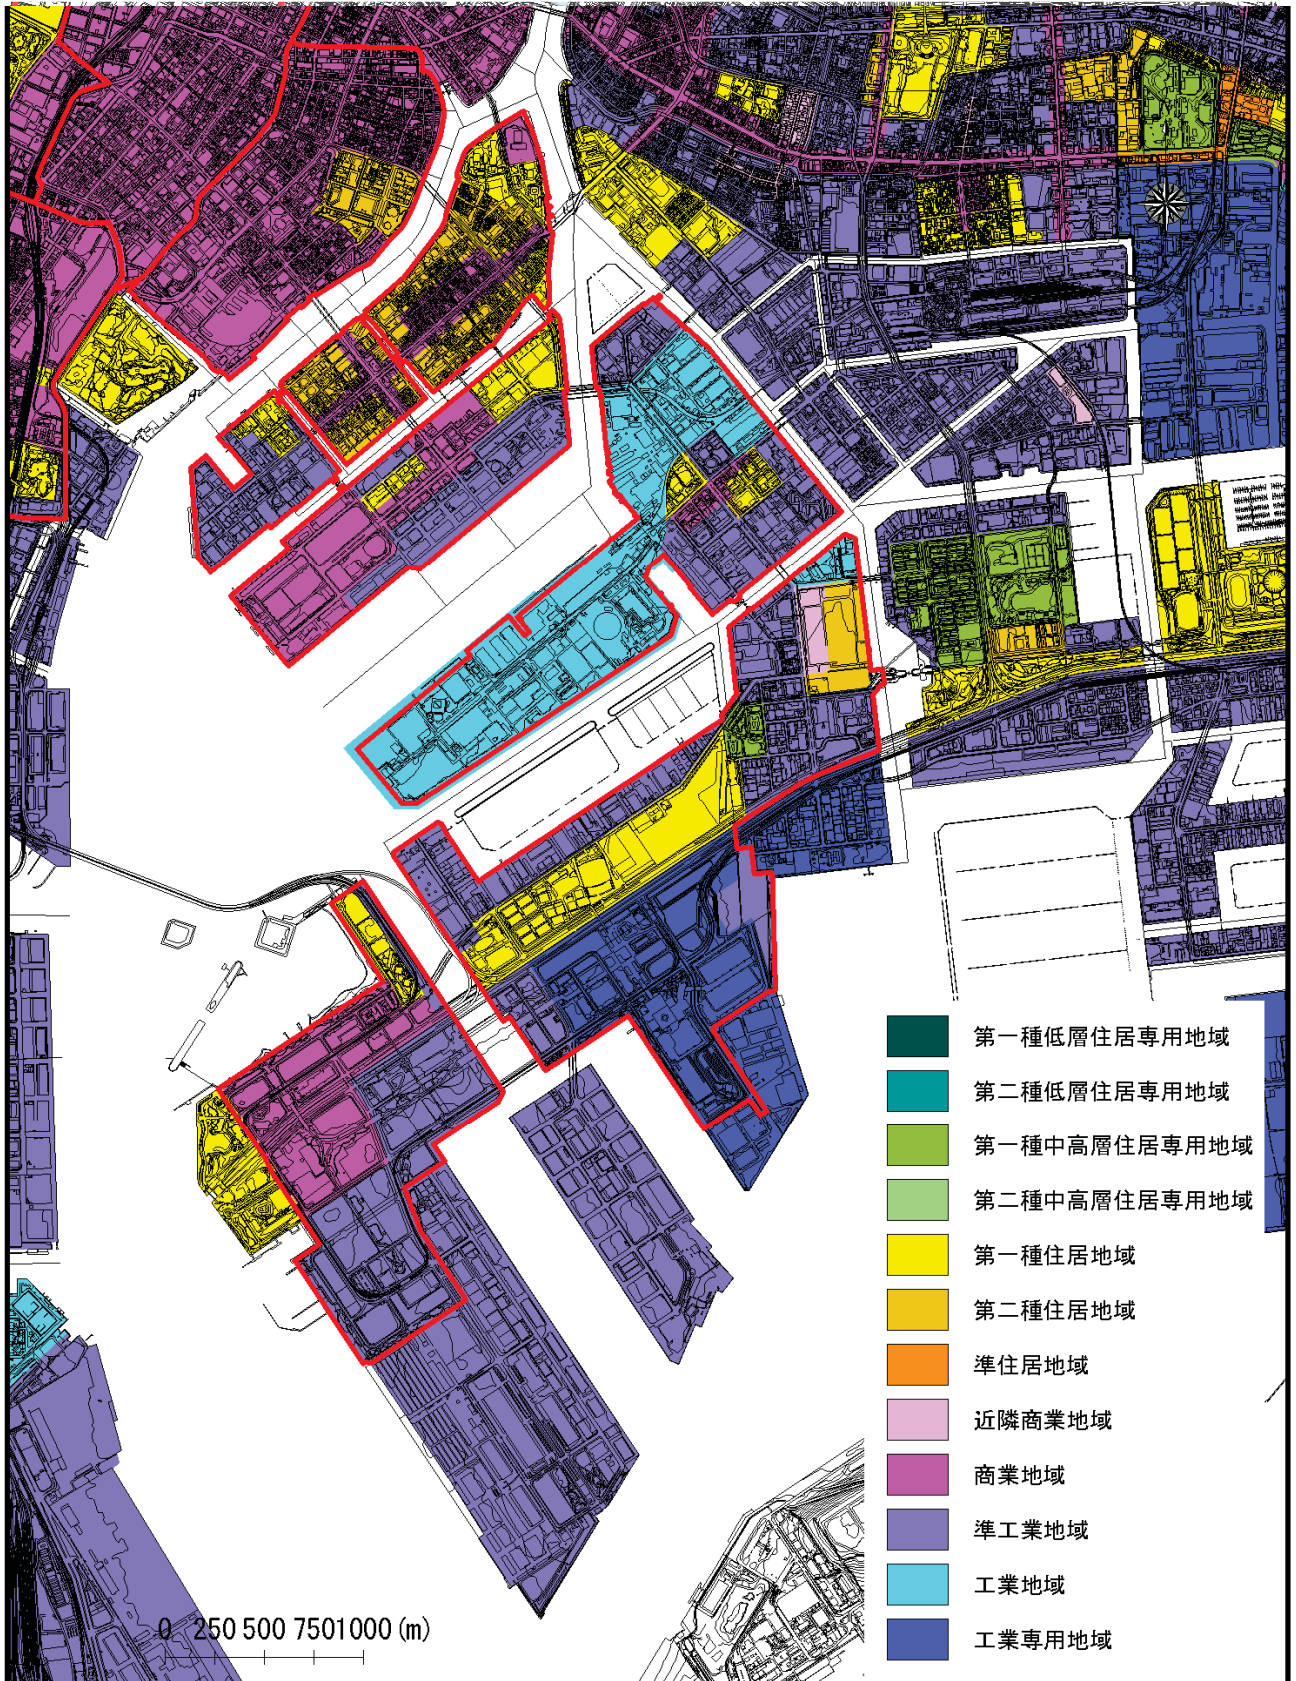 第一種低層住居専用地域
第二種低層住居専用地域
第一種中高層住居専用地域
第二種中高層住居専用地域
第一種住居地域
第二種住居地域
準住居地域
近隣商業地域
商業地域
準工業地域
工業地域
工業専用地域
0 250 500 7501000 (m)